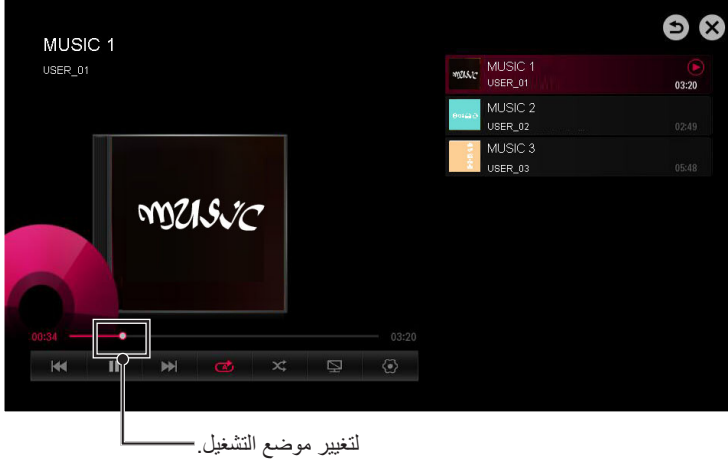 MUSIC 1
USER_01
music
00:34
03:20
MUSIC 1
USER_01
03:20
MUSIC 2
USER_02
02:49
MUSIC 3
USER_03
05:48
لتغيير موضع التشغيل.